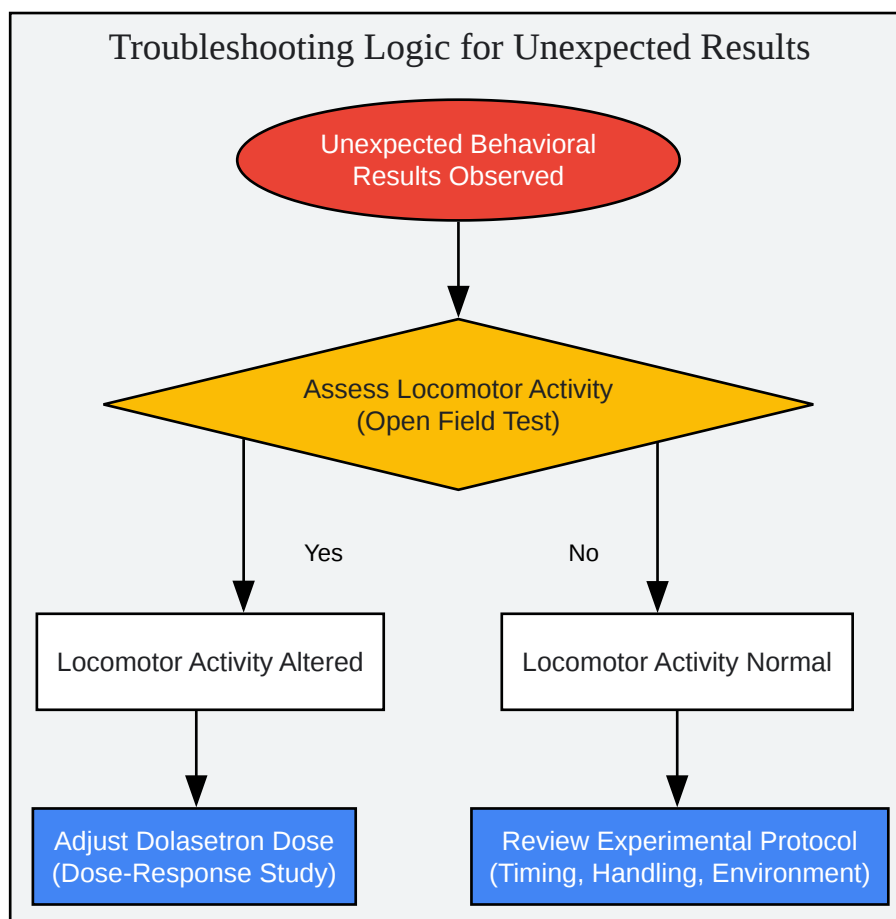 Troubleshooting Logic for Unexpected Results
Unexpected Behavioral
Results Observed
Assess Locomotor Activity
(Open Field Test)
Yes
No
Locomotor Activity Altered
Locomotor Activity Normal
Adjust Dolasetron Dose
(Dose-Response Study)
Review Experimental Protocol
(Timing, Handling, Environment)